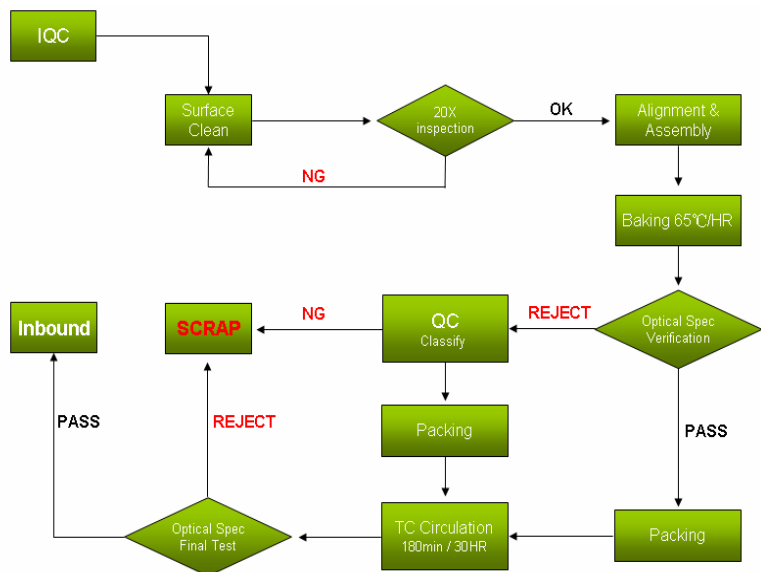 IQC
Surface
Clean
20X
inspection
OK
Alignment &
Assembly
NG
Baking 65℃/HR
Inbound
SCRAP
NG
QC
Classify
REJECT
Optical Spec
Verification
PASS
REJECT
Packing
PASS
Optical Spec
Final Test
TC Circulation
180min / 30HR
Packing